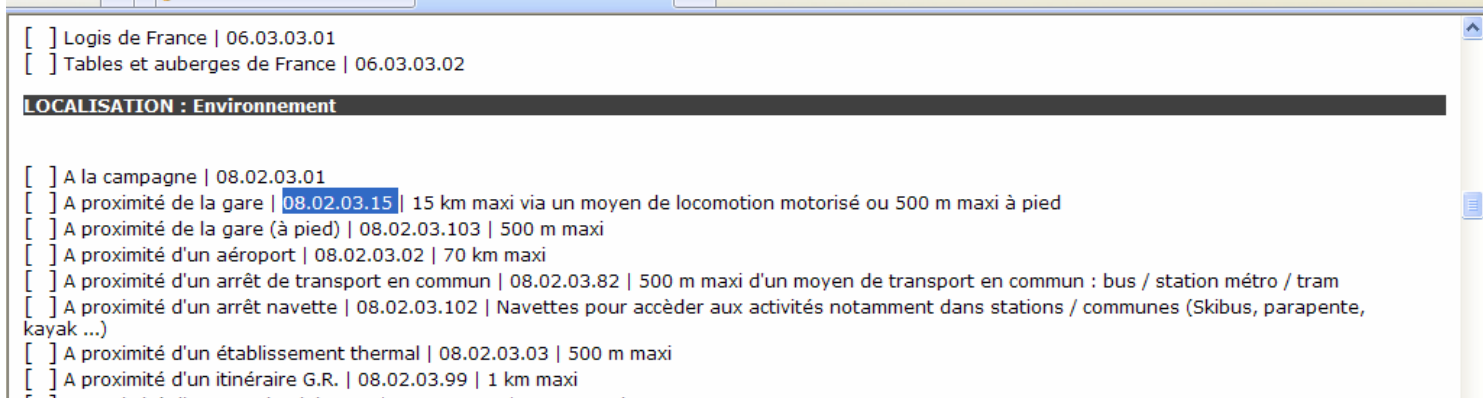 [ ] Logis de France | 06.03.03.01
[ ] Tables et auberges de France | 06.03.03.02
LOCALISATION : Environnement
[ ] A la campagne | 08.02.03.01
[ ] A proximité de la gare | 08.02.03.15 | 15 km maxi via un moyen de locomotion motorisé ou 500 m maxi à pied
[ ] A proximité de la gare (à pied) | 08.02.03.103 | 500 m maxi
[ ] A proximité d'un aéroport | 08.02.03.02 | 70 km maxi
[ ] A proximité d'un arrêt de transport en commun | 08.02.03.82 | 500 m maxi d'un moyen de transport en commun : bus / station métro / tram
[ ] A proximité d'un arrêt navette | 08.02.03.102 | Navettes pour accèder aux activités notamment dans stations / communes (Skibus, parapente,
kayak ...)
[ ] A proximité d'un établissement thermal | 08.02.03.03 | 500 m maxi
[ ] A proximité d'un itinéraire G.R. | 08.02.03.99 | 1 km maxi